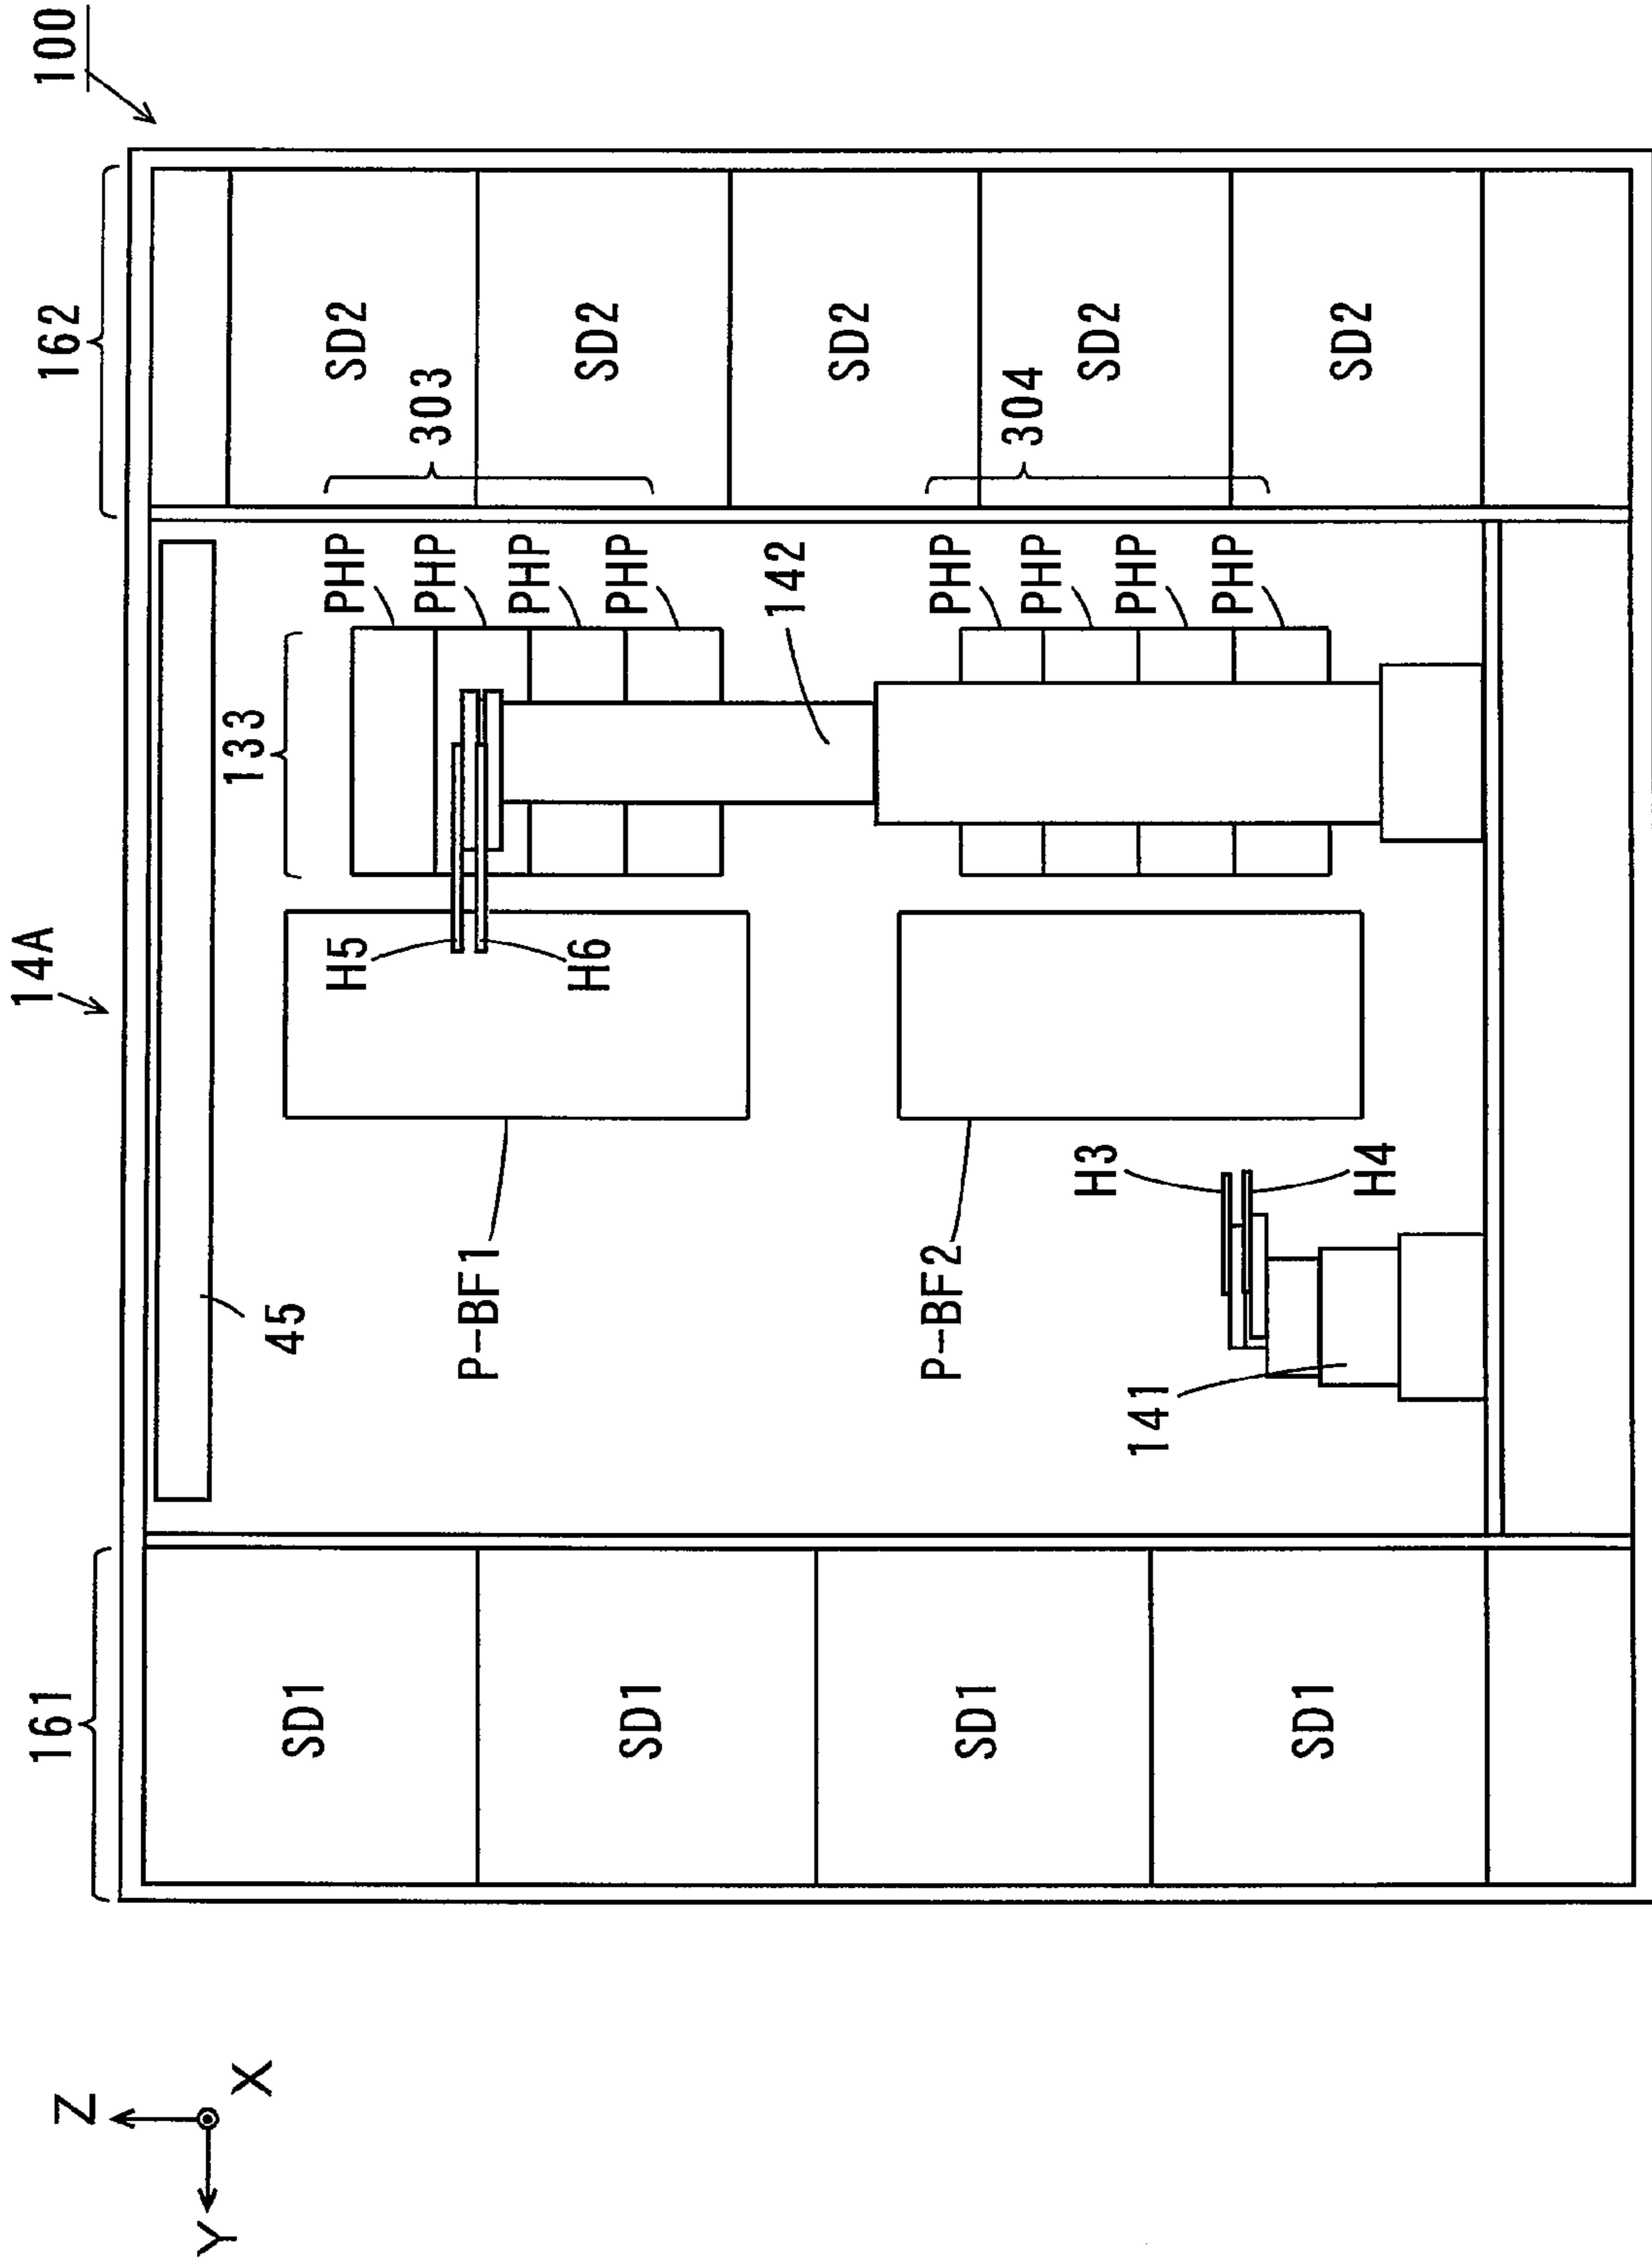 100
14A
161
162
Z
Y
X
133
45
SD1
H5
PHP
SD2
PHP
303
P-BF1
PHP
H6
SD2
PHP
SD1
142
SD2
P-BF2
PHP
SD1
304
PHP
H3
SD2
PHP
141
PHP
SD1
SD2
H4